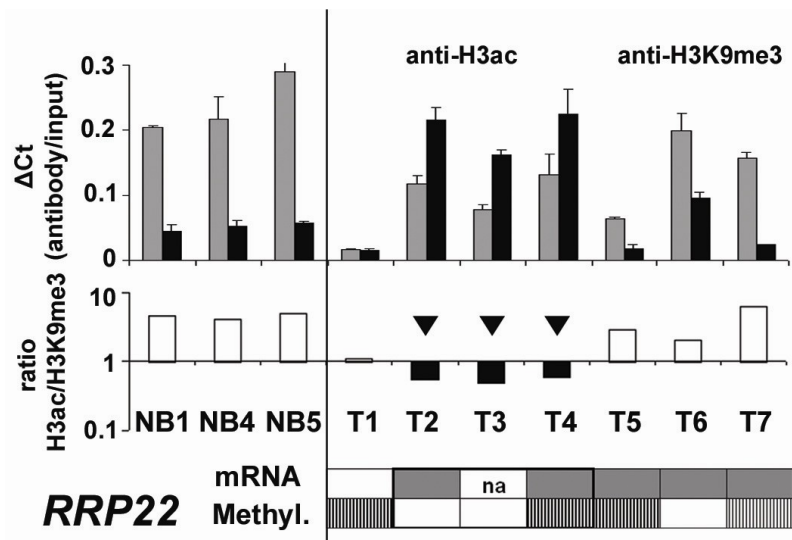 anti-H3ac anti-H3K9me3
ΔCt
(antibody/input)
0.3
0.2
0.1
0
ratio
H3ac/H3K9me3
10
1
0.1
NB1 NB4 NB5 T1 T2 T3 T4 T5 T6 T7
mRNA na
RRP22 Methyl.